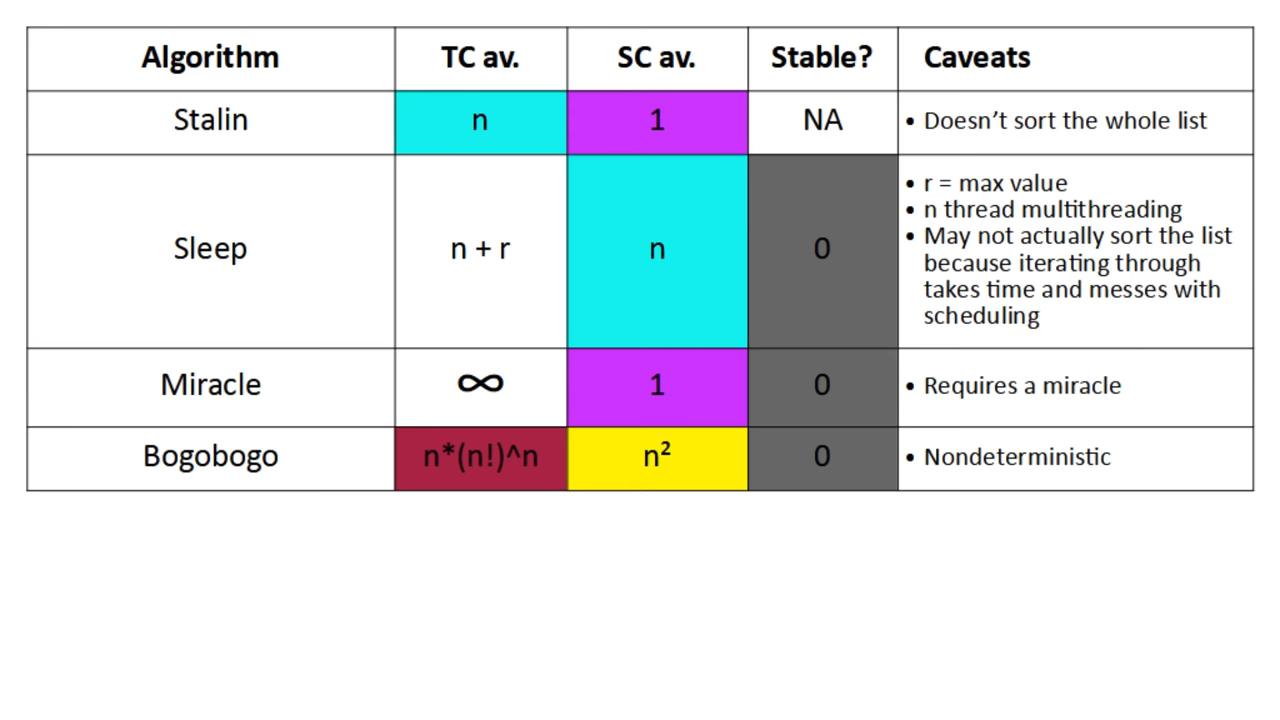 Algorithm TC av. SC av. Stable? Caveats
Stalin n 1 NA • Doesn’t sort the whole list
Sleep n + r n 0
• r = max value
• n thread multithreading
• May not actually sort the list
because iterating through
takes time and messes with
scheduling
Miracle ∞ 1 0 • Requires a miracle
Bogobogo n*(n!)^n n² 0 • Nondeterministic